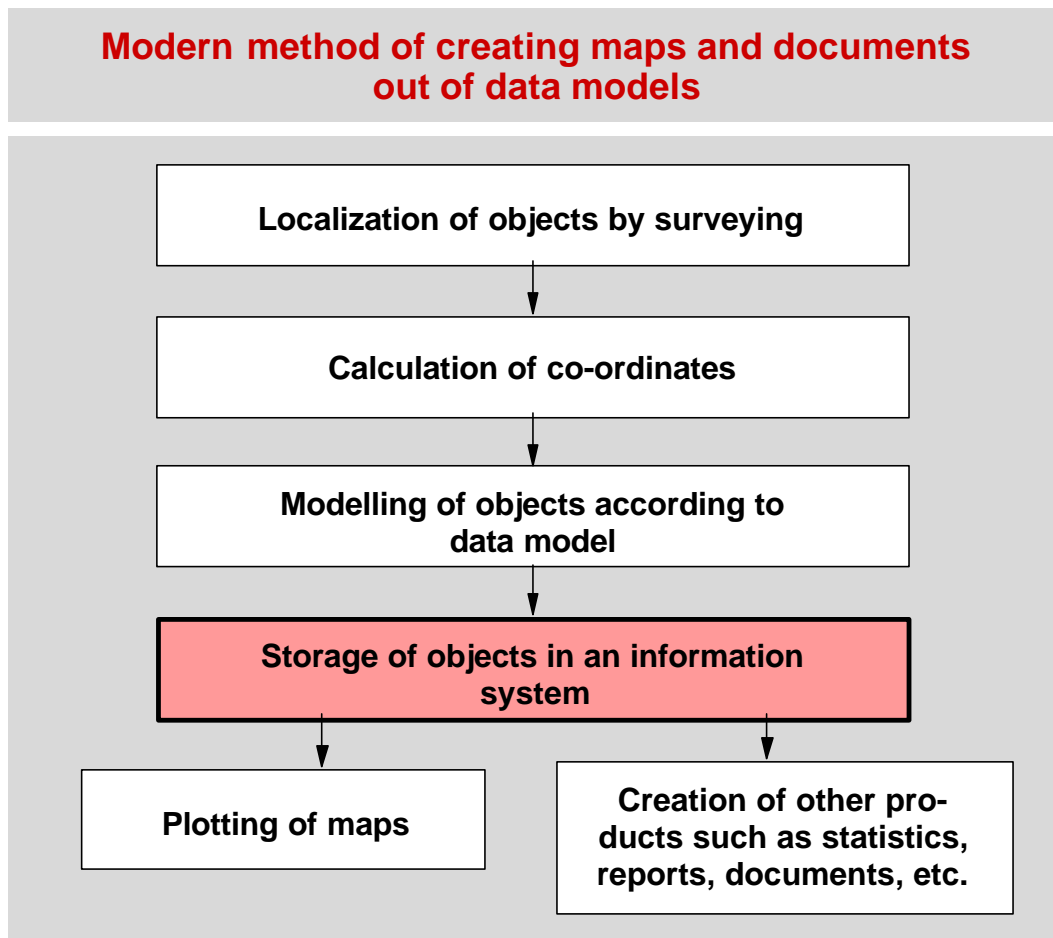 Modern method of creating maps and documents
out of data models
Localization of objects by surveying
Calculation of co-ordinates
Modelling of objects according to
data model
Storage of objects in an information
system
Plotting of maps
Creation of other pro-
ducts such as statistics,
reports, documents, etc.